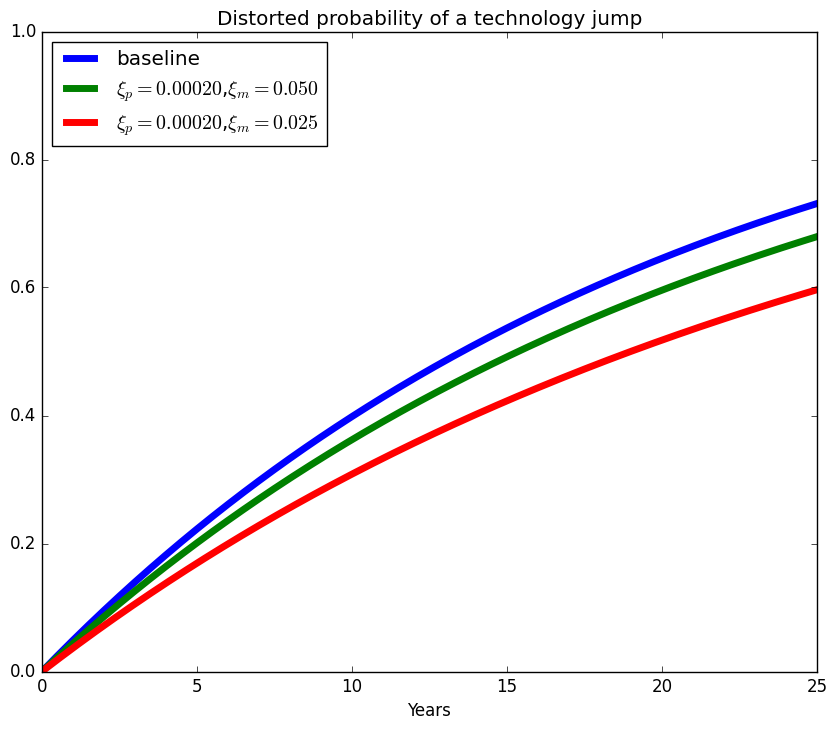 Distorted probability of a technology jump
1.0
baseline
ξp = 0.00020,ξm = 0.050
ξp = 0.00020,ξm = 0.025
0.8
0.6
0.4
0.2
0.0
0 5 10 15 20 25
Years